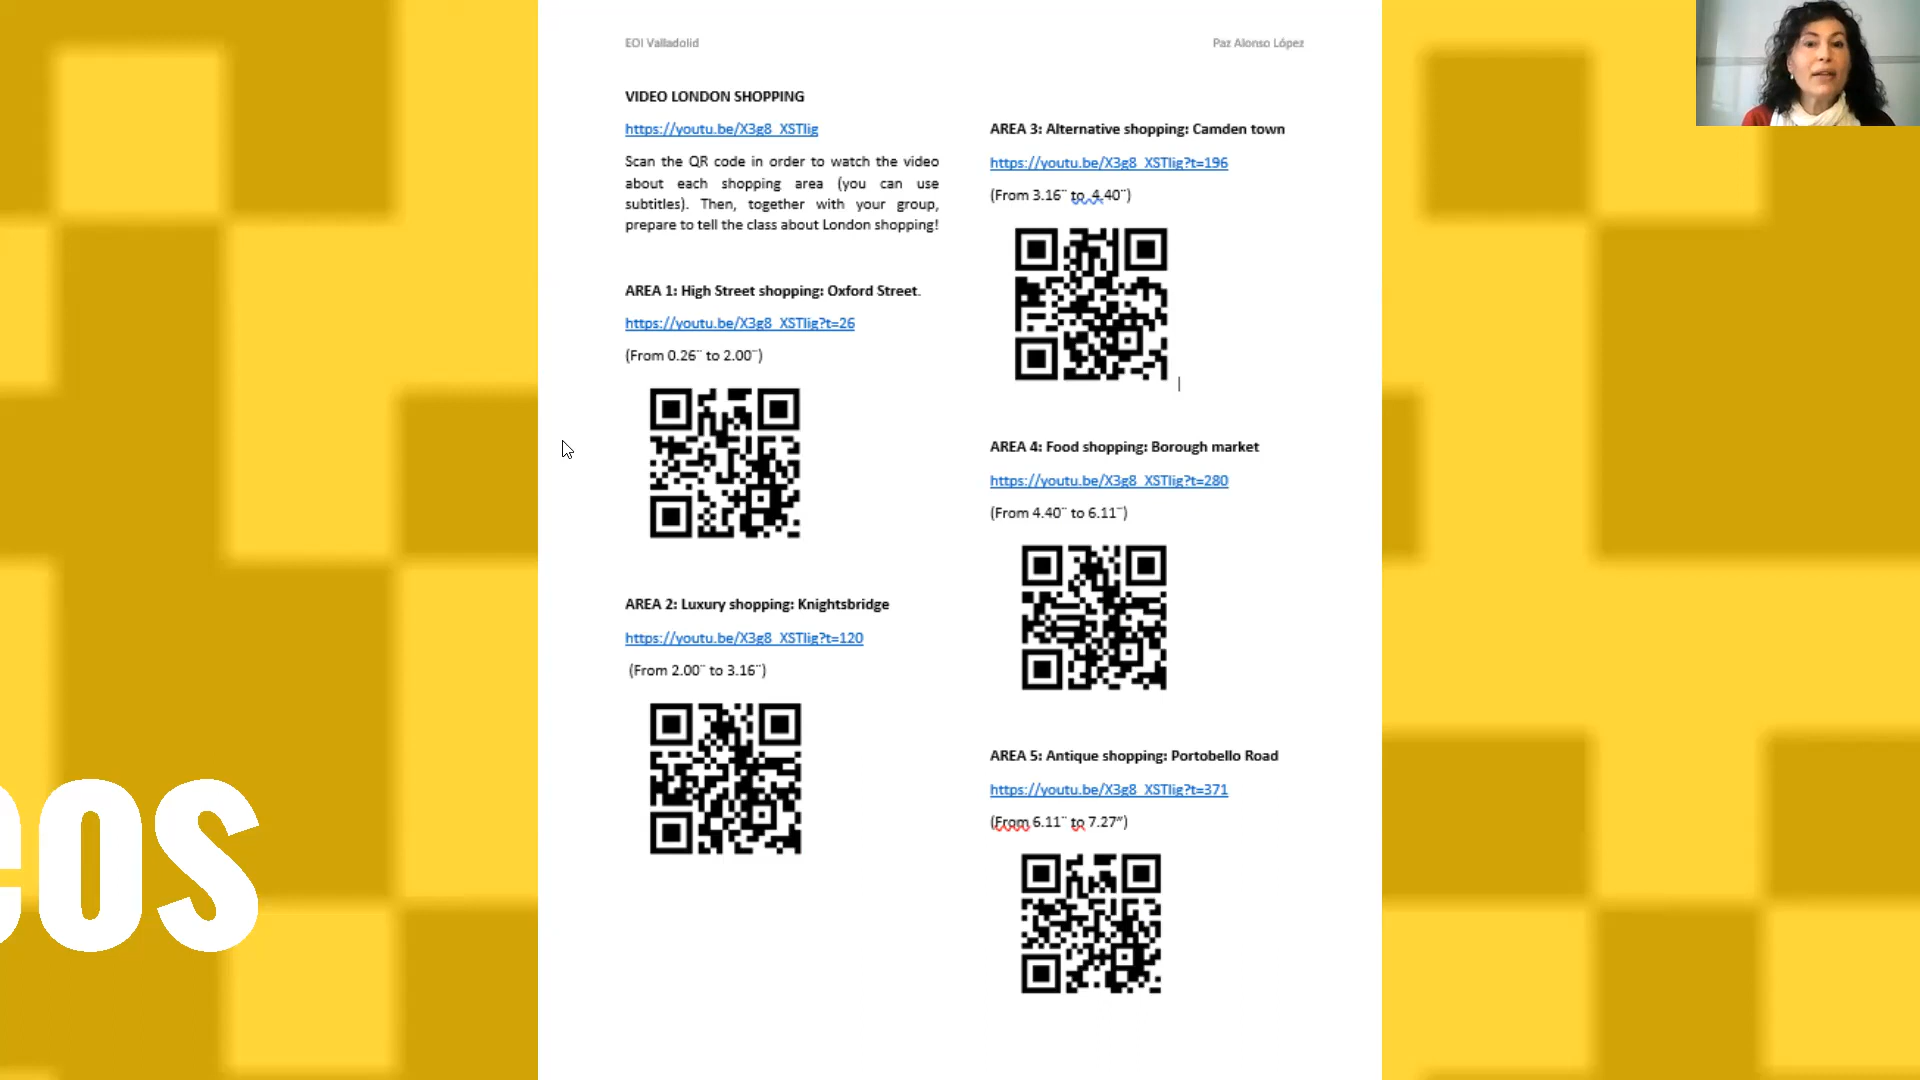 EOI Valladolid
Paz Alonso López
VIDEO LONDON SHOPPING
https://youtu.be/X3g8_XSTlig
Scan the QR code in order to watch the video
about each shopping area (you can use
subtitles). Then, together with your group,
prepare to tell the class about London shopping!
AREA 1: High Street shopping: Oxford Street.
https://youtu.be/X3g8_XSTlig?t=26
(From 0.26¨ to 2.00¨)
AREA 2: Luxury shopping: Knightsbridge
https://youtu.be/X3g8_XSTlig?t=120
(From 2.00¨ to 3.16¨)
AREA 3: Alternative shopping: Camden town
https://youtu.be/X3g8_XSTlig?t=196
(From 3.16¨ to 4.40¨)
AREA 4: Food shopping: Borough market
https://youtu.be/X3g8_XSTlig?t=280
(From 4.40¨ to 6.11¨)
AREA 5: Antique shopping: Portobello Road
https://youtu.be/X3g8_XSTlig?t=371
(From 6.11¨ to 7.27”)
eos